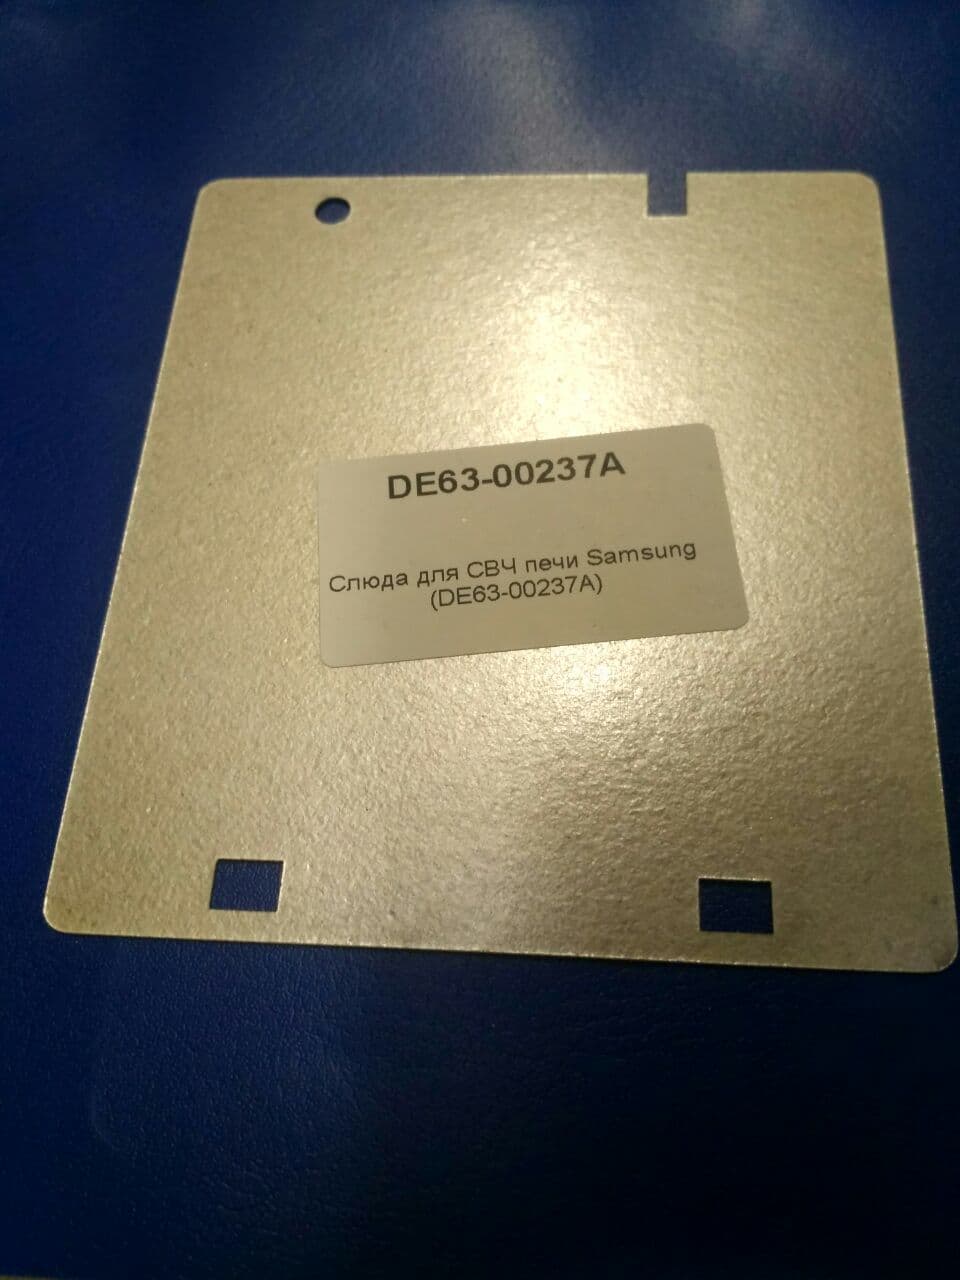 DE63-00237A
Слюда для СВЧ печи Samsung
(DE63-00237A)